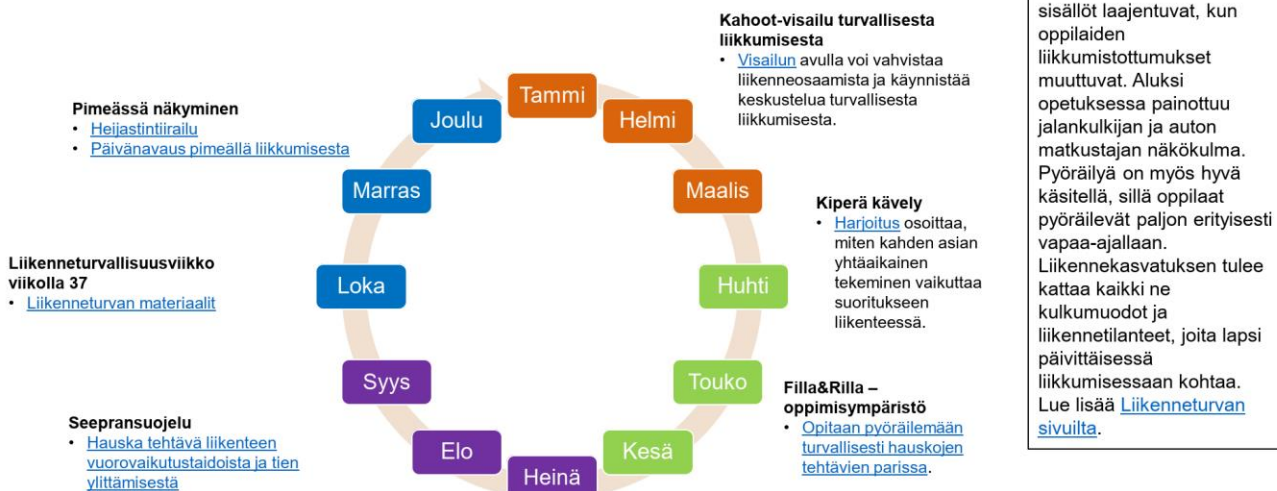 Kahoot-visailu turvallisesta
liikkumisesta
• Visailun avulla voi vahvistaa
liikenneosaamista ja käynnistää
keskustelua turvallisesta
liikkumisesta.
Pimeässä näkyminen
• Heijastintiirailu
• Päivänavaus pimeällä liikkumisesta
Kiperä kävely
• Harjoitus osoittaa,
miten kahden asian
yhtäaikainen
tekeminen vaikuttaa
suoritukseen
liikenteessä.
Liikenneturvallisuusviikko
viikolla 37
• Liikenneturvan materiaalit
Filla&Rilla –
oppimisympäristö
• Opitaan pyöräilemään
turvallisesti hauskojen
tehtävien parissa.
Seepransuojelu
• Hauska tehtävä liikenteen
vuorovaikutustaidoista ja tien
ylittämisestä
Tammi
Helmi
Maalis
Huhti
Touko
Kesä
Heinä
Elo
Syys
Loka
Marras
Joulu
sisällöt laajentuvat, kun
oppilaiden
liikkumistottumukset
muuttuvat. Aluksi
opetuksessa painottuu
jalankulkijan ja auton
matkustajan näkökulma.
Pyöräilyä on myös hyvä
käsitellä, sillä oppilaat
pyöräilevät paljon erityisesti
vapaa-ajallaan.
Liikennekasvatuksen tulee
kattaa kaikki ne
kulkumuodot ja
liikennetilanteet, joita lapsi
päivittäisessä
liikkumisessaan kohtaa.
Lue lisää Liikenneturvan
sivuilta.